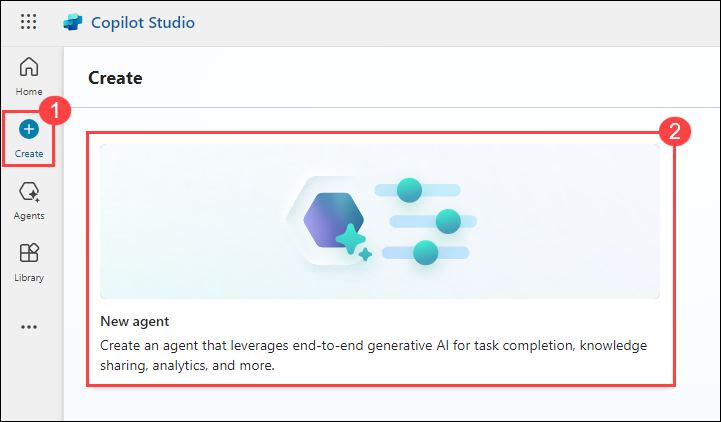 Copilot Studio
Home
Create
1
Create
Agents
Library
2
New agent
Create an agent that leverages end-to-end generative AI for task completion, knowledge
sharing, analytics, and more.